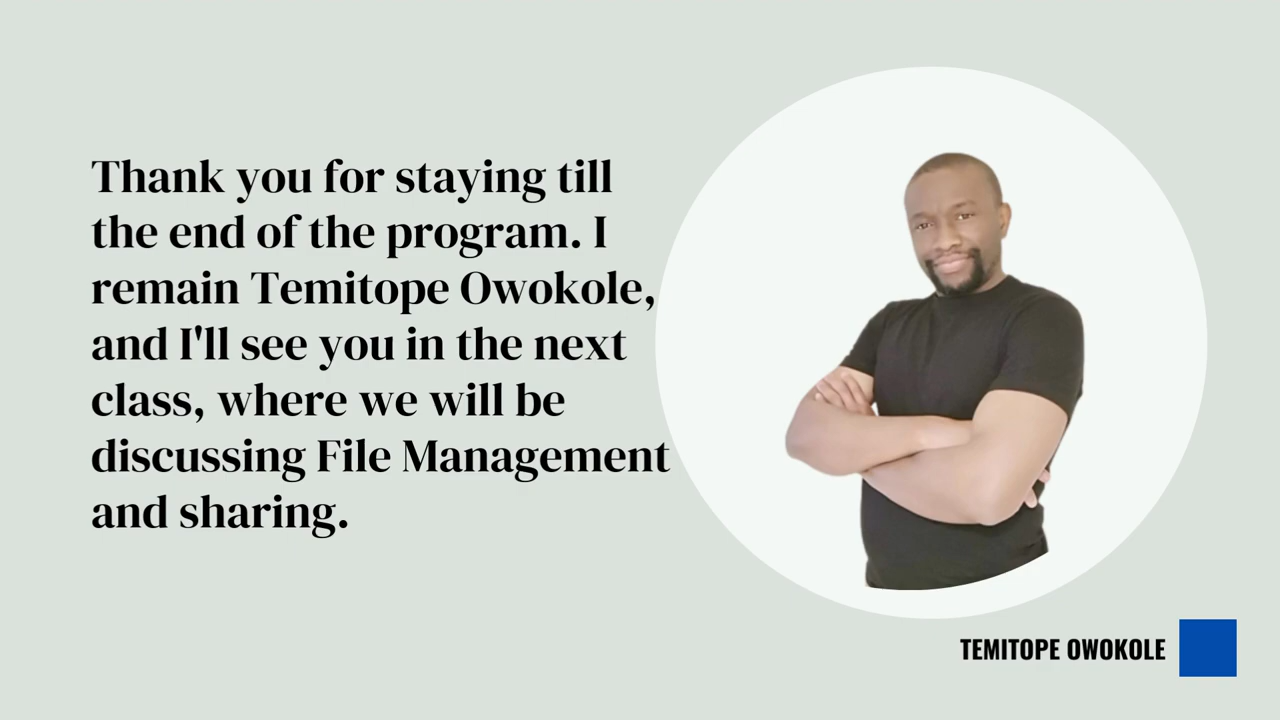 Thank you for staying till
the end of the program. I
remain Temitope Owokole,
and I'll see you in the next
class, where we will be
discussing File Management
and sharing.
TEMITOPE OWOKOLE